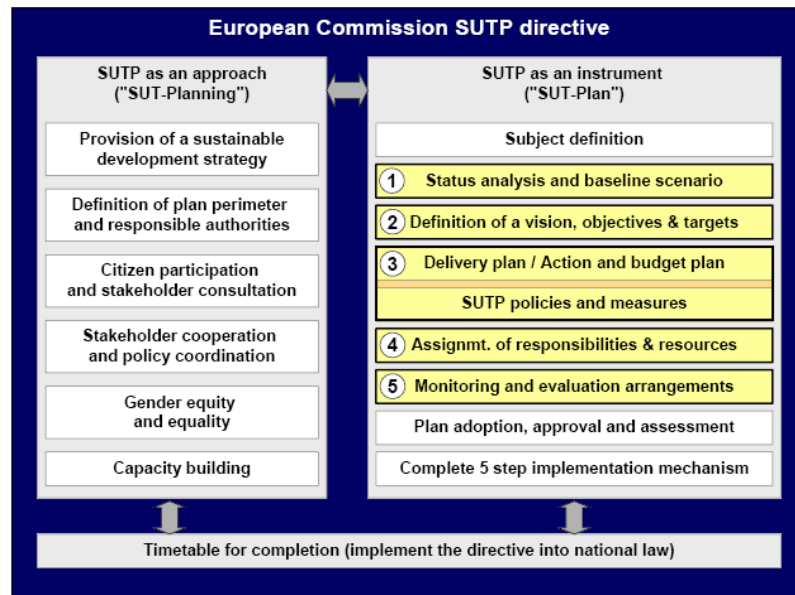 European Commission SUTP directive
SUTP as an approach
("SUT-Planning")
Provision of a sustainable
development strategy
Definition of plan perimeter
and responsible authorities
Citizen participation
and stakeholder consultation
Stakeholder cooperation
and policy coordination
Gender equity
and equality
Capacity building
SUTP as an instrument
("SUT-Plan")
Subject definition
1 Status analysis and baseline scenario
2 Definition of a vision, objectives & targets
3 Delivery plan / Action and budget plan
SUTP policies and measures
4 Assignmt. of responsibilities & resources
5 Monitoring and evaluation arrangements
Plan adoption, approval and assessment
Complete 5 step implementation mechanism
Timetable for completion (implement the directive into national law)